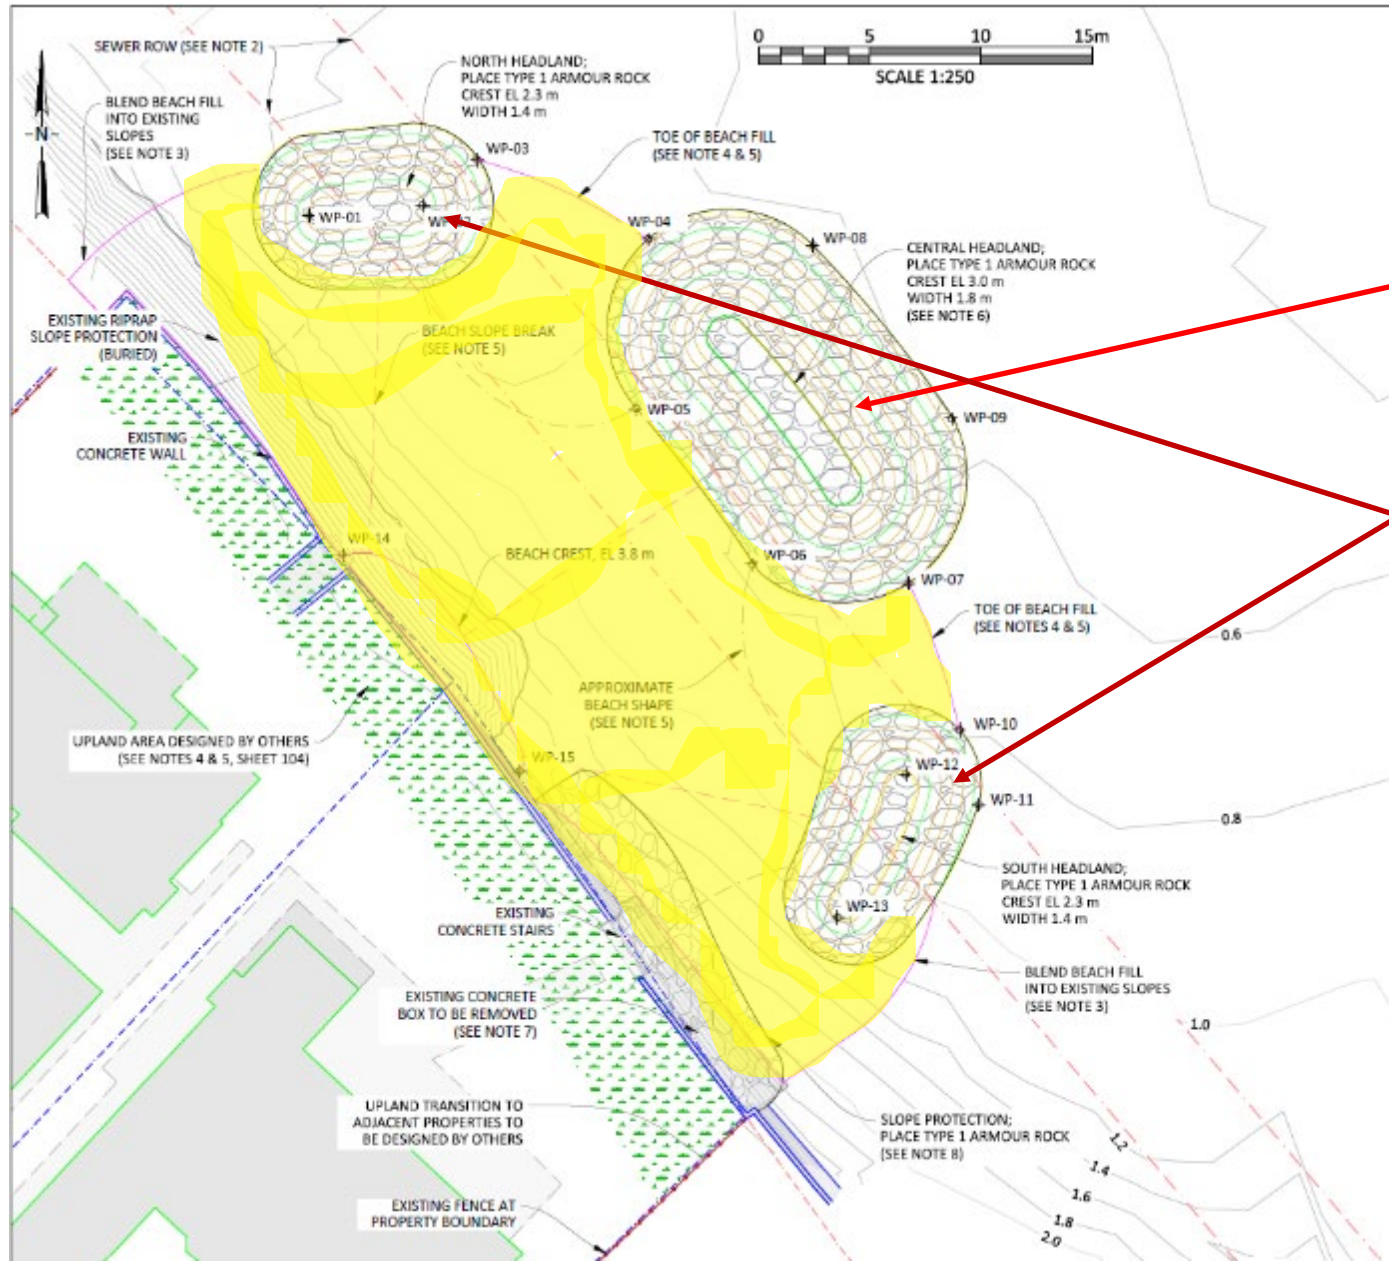 0 5 10 15m
SCALE 1:250
SEWER ROW (SEE NOTE 2)
-N-
BLEND BEACH FILL
INTO EXISTING
SLOPES
(SEE NOTE 3)
NORTH HEADLAND;
PLACE TYPE 1 ARMOUR ROCK
CREST EL 2.3 m
WIDTH 1.4 m
WP-03
TOE OF BEACH FILL
(SEE NOTE 4 & 5)
WP-01
WP-04
WP-08
CENTRAL HEADLAND;
PLACE TYPE 1 ARMOUR ROCK
CREST EL 3.0 m
WIDTH 1.8 m
(SEE NOTE 6)
EXISTING RIPRAP
SLOPE PROTECTION
(BURIED)
BEACH SLOPE BREAK
(SEE NOTE 5)
WP-05
WP-09
EXISTING
CONCRETE WALL
WP-14
BEACH CREST, EL 3.8 m
WP-06
WP-07
TOE OF BEACH FILL
(SEE NOTES 4 & 5)
0.6
APPROXIMATE
BEACH SHAPE
(SEE NOTE 5)
WP-10
UPLAND AREA DESIGNED BY OTHERS
(SEE NOTES 4 & 5, SHEET 104)
WP-15
WP-12
WP-11
0.8
SOUTH HEADLAND;
PLACE TYPE 1 ARMOUR ROCK
CREST EL 2.3 m
WIDTH 1.4 m
WP-13
EXISTING
CONCRETE STAIRS
BLEND BEACH FILL
INTO EXISTING SLOPES
(SEE NOTE 3)
EXISTING CONCRETE
BOX TO BE REMOVED
(SEE NOTE 7)
1.0
UPLAND TRANSITION TO
ADJACENT PROPERTIES TO
BE DESIGNED BY OTHERS
SLOPE PROTECTION;
PLACE TYPE 1 ARMOUR ROCK
(SEE NOTE 8)
1.2
1.4
1.6
1.8
2.0
EXISTING FENCE AT
PROPERTY BOUNDARY